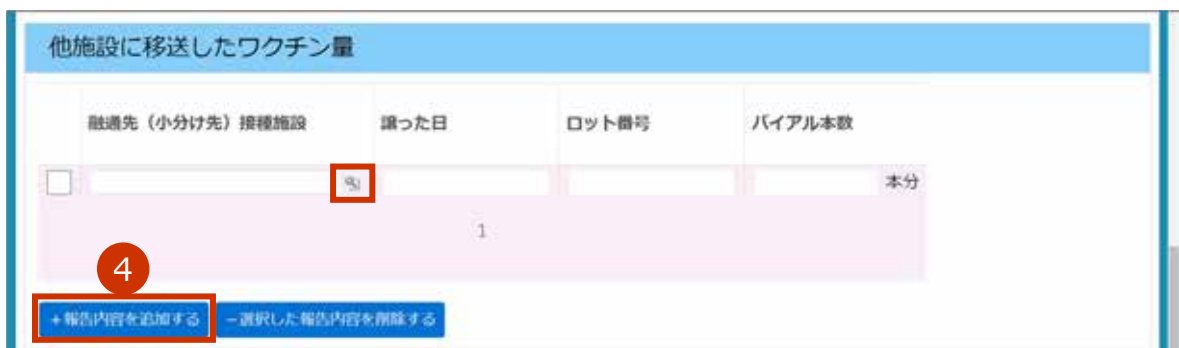 他施設に移送したワクチン量
融通先（小分け先）接種施設 譲った日 ロット番号 バイアル本数
本分
1
4
+報告内容を追加する −選択した報告内容を削除する